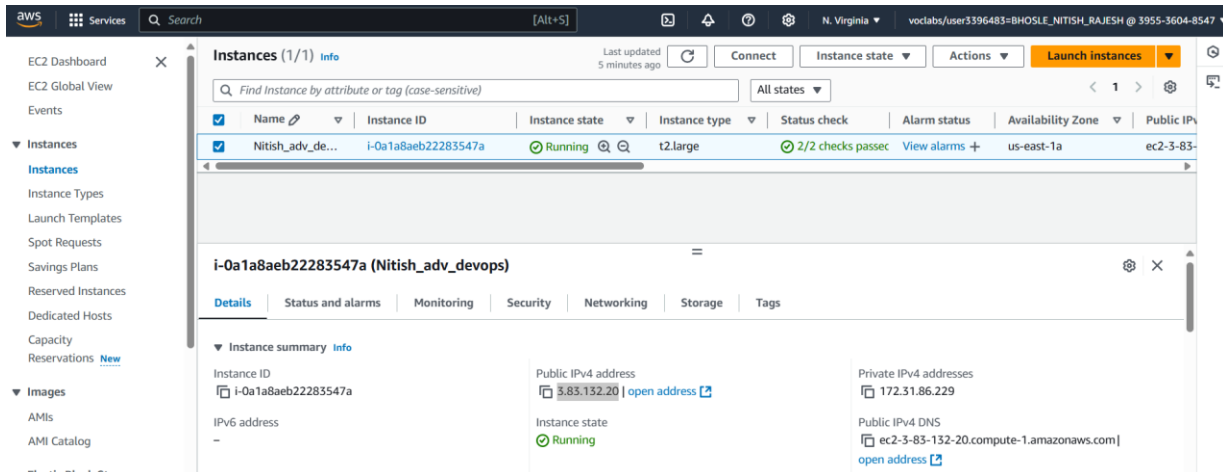 aws Services Search [Alt+S] N. Virginia ▼ voclabs/user3396483=BHOSLE_NITISH_RAJESH @ 3955-3604-8547
EC2 Dashboard
EC2 Global View
Events
Instances
Instances
Instance Types
Launch Templates
Spot Requests
Savings Plans
Reserved Instances
Dedicated Hosts
Capacity
Reservations New
Images
AMIs
AMI Catalog
Instances (1/1) Info
Last updated
5 minutes ago
Connect Instance state ▼ Actions ▼ Launch instances ▼
Find Instance by attribute or tag (case-sensitive) All states ▼ 1
Name Instance ID Instance state Instance type Status check Alarm status Availability Zone Public
Nitish_adv_de... i-0a1a8aeb22283547a Running t2.large 2/2 checks View alarms + us-east-1a ec2-3-83-
i-0a1a8aeb22283547a (Nitish_adv_devops)
Details Status and alarms Monitoring Security Networking Storage Tags
Instance summary Info
Instance ID Public IPv4 address Private IPv4 addresses
i-0a1a8aeb22283547a 3.83.132.20 | open address 172.31.86.229
IPv6 address Instance state Public IPv4 DNS
– Running ec2-3-83-132-20.compute-1.amazonaws.com |
open address